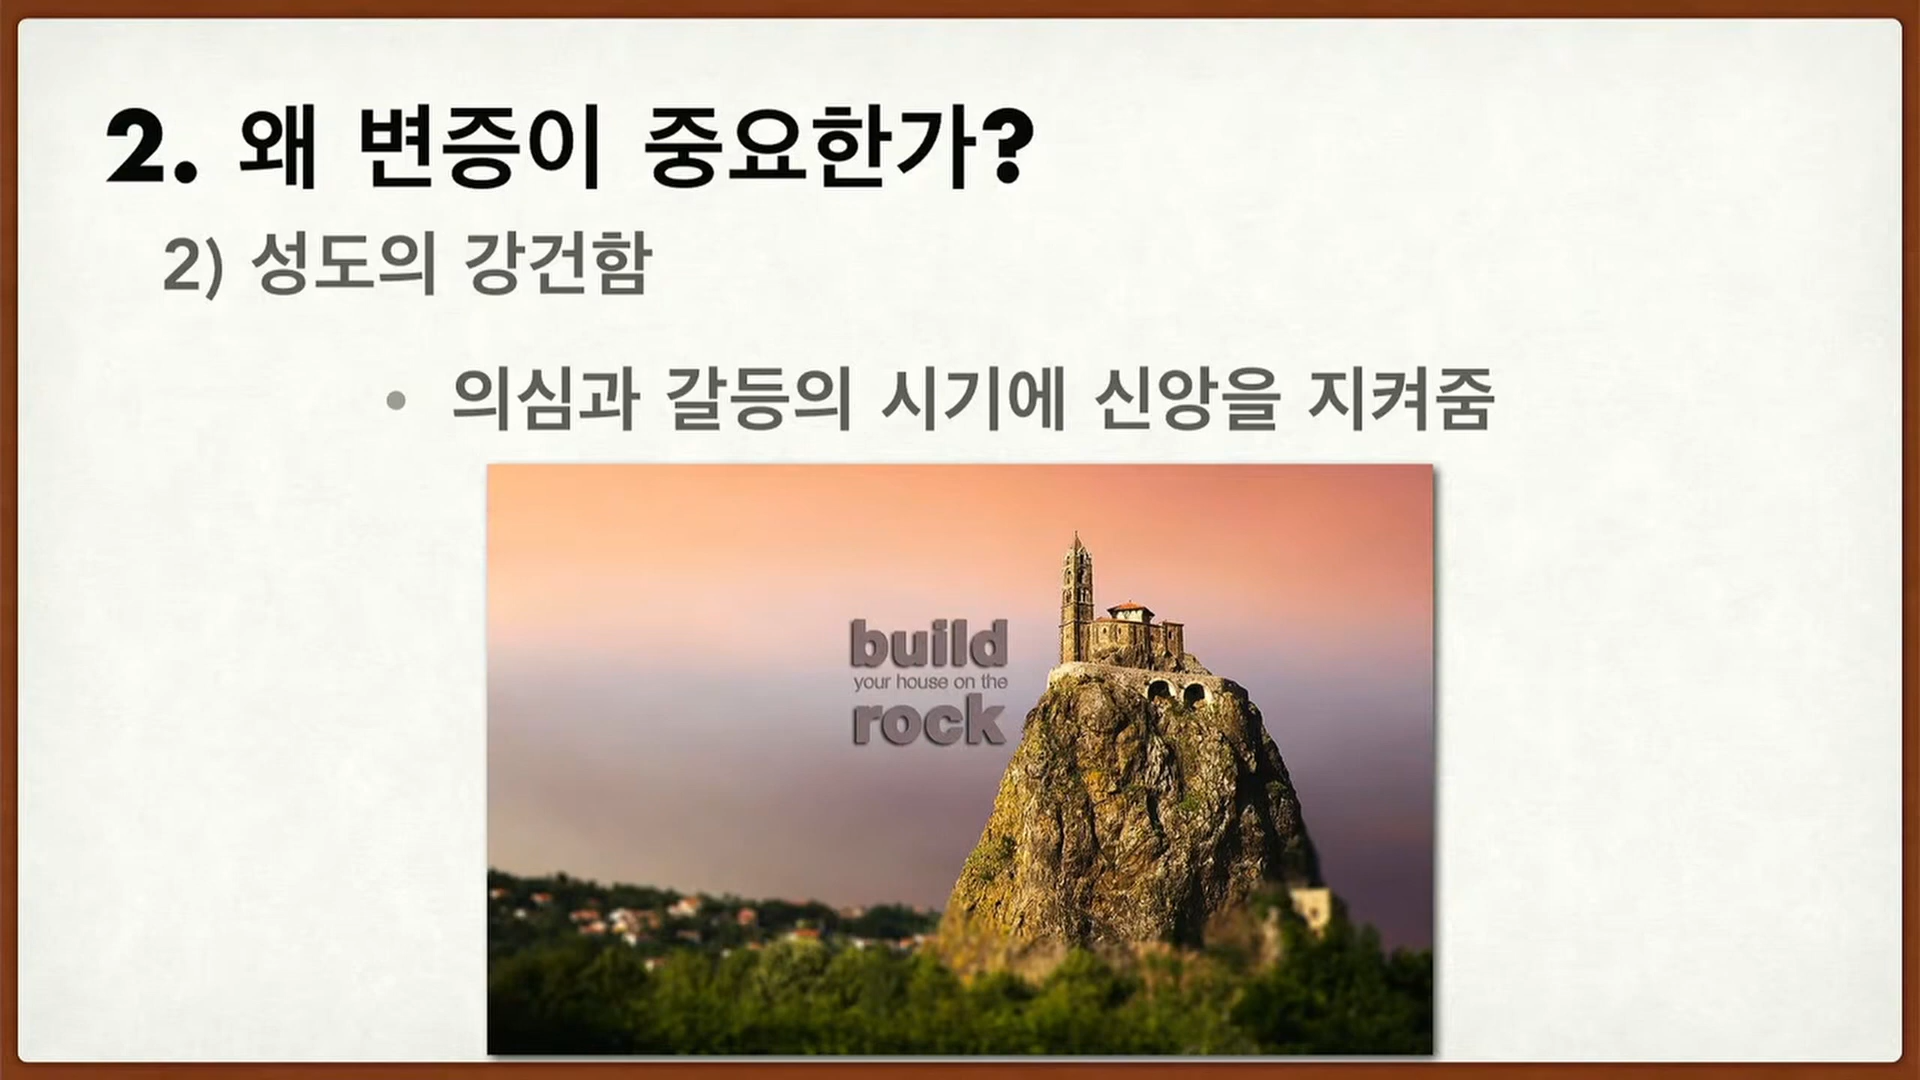 2. 왜 변증이 중요한가?
2) 성도의 강건함
• 의심과 갈등의 시기에 신앙을 지켜줌
build
your house on the
rock